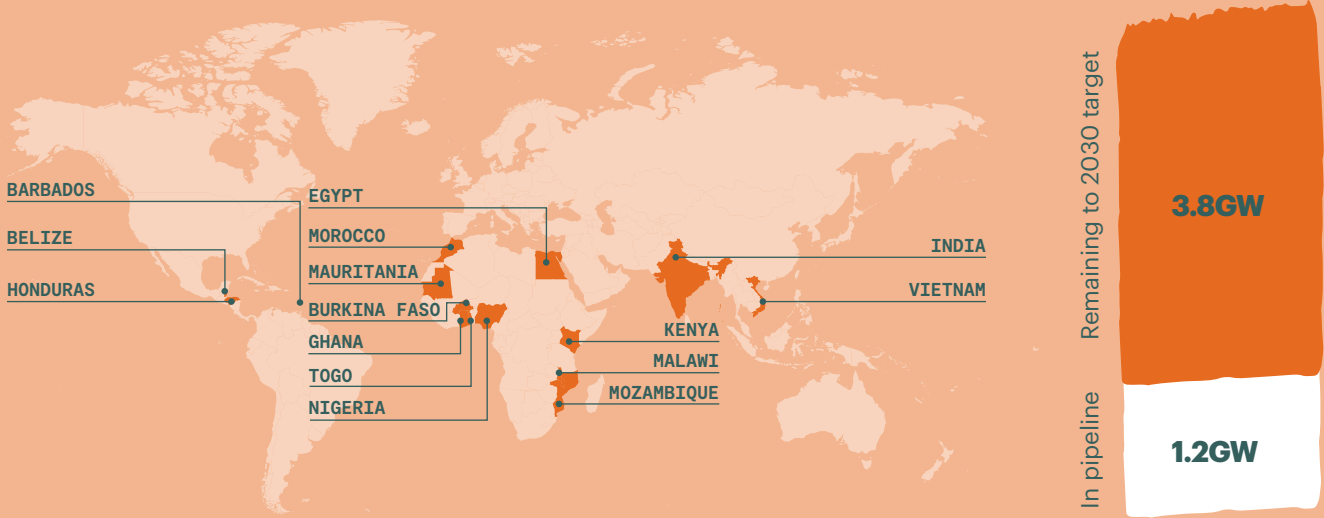 BARBADOS
BELIZE
HONDURAS
EGYPT
MOROCCO
MAURITANIA
BURKINA FASO
GHANA
TOGO
NIGERIA
KENYA
MALAWI
MOZAMBIQUE
INDIA
VIETNAM
Remaining to 2030 target
3.8GW
In pipeline
1.2GW